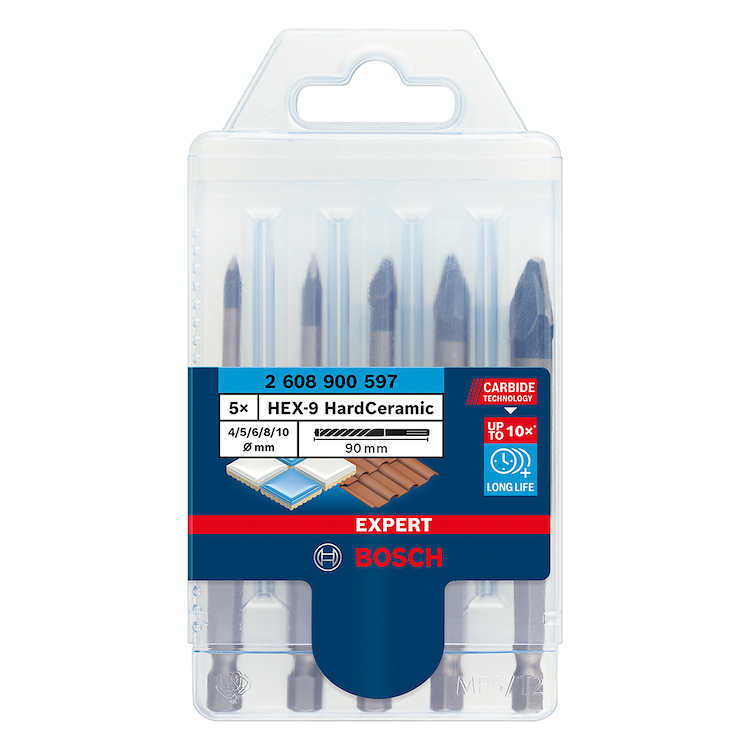 2 608 900 597
5× HEX-9 HardCeramic
4/5/6/8/10
Ø mm
90 mm
CARBIDE
TECHNOLOGY
UP TO 10×*
LONG LIFE
EXPERT
BOSCH